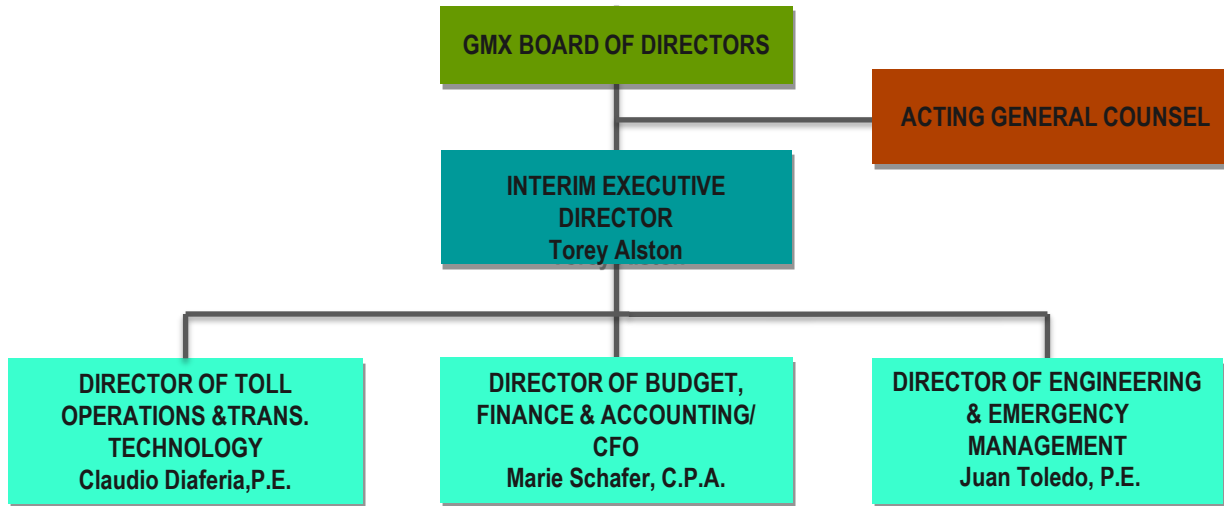 GMX BOARD OF DIRECTORS
ACTING GENERAL COUNSEL
INTERIM EXECUTIVE
DIRECTOR
Torey Alston
DIRECTOR OF TOLL
OPERATIONS &TRANS.
TECHNOLOGY
Claudio Diaferia,P.E.
DIRECTOR OF BUDGET,
FINANCE & ACCOUNTING/
CFO
Marie Schafer, C.P.A.
DIRECTOR OF ENGINEERING
& EMERGENCY
MANAGEMENT
Juan Toledo, P.E.